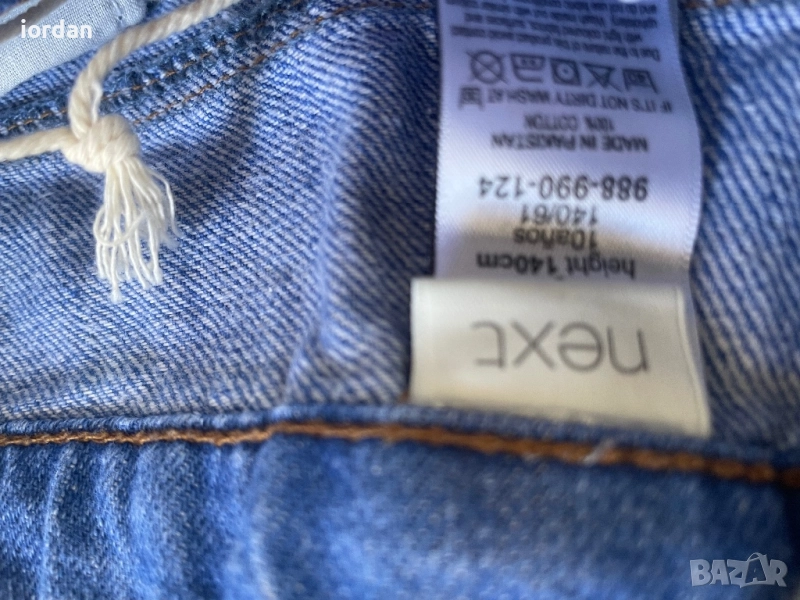 iordan
next
height 140cm
10años
140/61
988-990-124
MADE IN PAKISTAN
100% COTTON
IF IT'S NOT DIRTY WASH AT
30
BAZAR